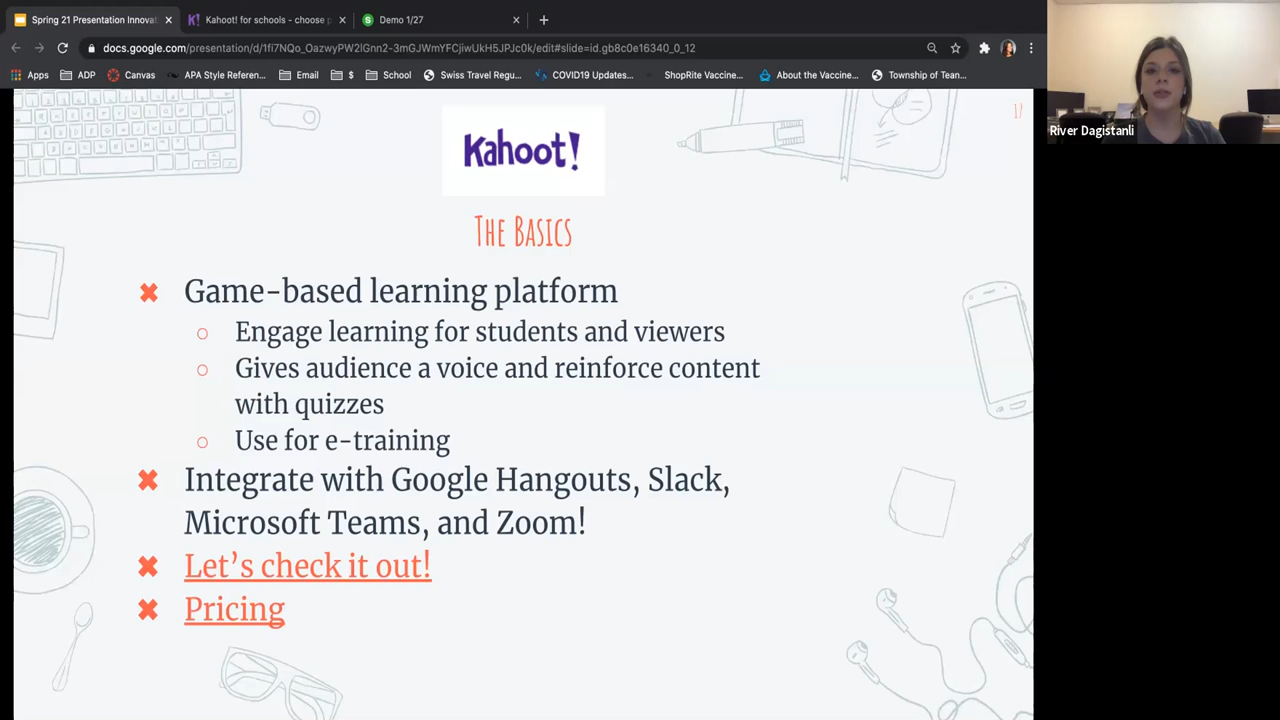 Spring 21 Presentation Innovat
Kahoot! for schools - choose p
Demo 1/27
docs.google.com/presentation/d/1fi7NQo_OazwyPW2lGnn2-3mGJWmYFCjiwUkH5JPJc0k/edit#slide=id.gb8c0e16340_0_12
Apps ADP Canvas APA Style Referen... Email $ School Swiss Travel Regu... COVID19 Updates... ShopRite Vaccine... About the Vaccine... Township of Tean...
River Dagistanli
Kahoot!
The Basics
Game-based learning platform
Engage learning for students and viewers
Gives audience a voice and reinforce content
with quizzes
Use for e-training
Integrate with Google Hangouts, Slack,
Microsoft Teams, and Zoom!
Let's check it out!
Pricing